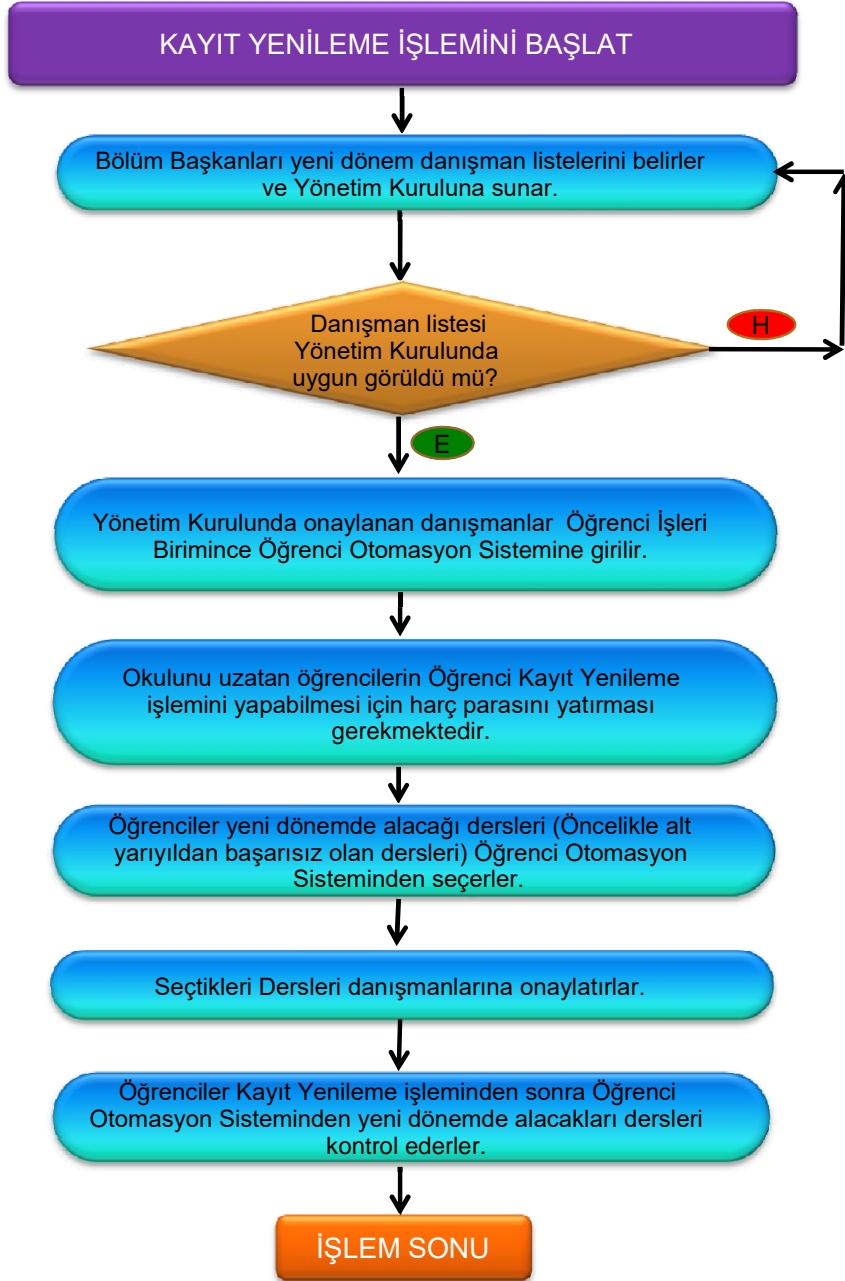 KAYIT YENİLEME İŞLEMİNİ BAŞLAT
Bölüm Başkanları yeni dönem danışman listelerini belirler
ve Yönetim Kuruluna sunar.
Danışman listesi
Yönetim Kurulunda
uygun görüldü mü?
H
E
Yönetim Kurulunda onaylanan danışmanlar  Öğrenci İşleri
Birimince Öğrenci Otomasyon Sistemine girilir.
Okulunu uzatan öğrencilerin Öğrenci Kayıt Yenileme
işlemini yapabilmesi için harç parasını yatırması
gerekmektedir.
Öğrenciler yeni dönemde alacağı dersleri (Öncelikle alt
yarıyıldan başarısız olan dersleri) Öğrenci Otomasyon
Sisteminden seçerler.
Seçtikleri Dersleri danışmanlarına onaylatırlar.
Öğrenciler Kayıt Yenileme işleminden sonra Öğrenci
Otomasyon Sisteminden yeni dönemde alacakları dersleri
kontrol ederler.
İŞLEM SONU